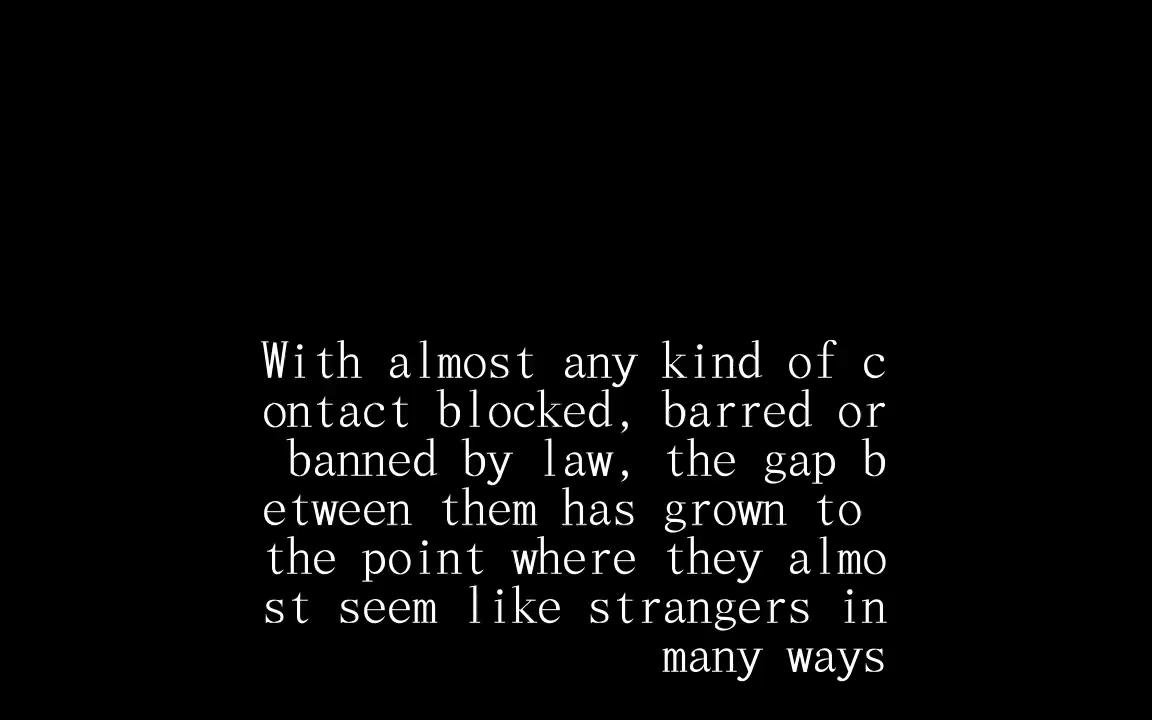 With almost any kind of c
ontact blocked, barred or
banned by law, the gap b
etween them has grown to
the point where they almo
st seem like strangers in
many ways